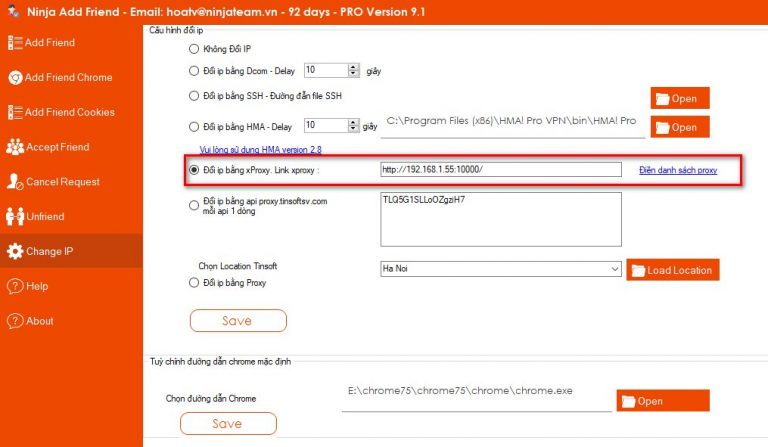 Ninja Add Friend - Email: hoatv@ninjateam.vn - 92 days - PRO Version 9.1
Add Friend
Add Friend Chrome
Add Friend Cookies
Accept Friend
Cancel Request
Unfriend
Change IP
Help
About
Cấu hình đổi ip
Không Đổi IP
Đổi ip bằng Dcom - Delay 10 giây
Đổi ip bằng SSH - Đường dẫn file SSH Open
Đổi ip bằng HMA - Delay 10 giây C:\Program Files (x86)\HMA! Pro VPN\bin\HMA! Pro Open
Vui lòng sử dụng HMA version 2.8
Đổi ip bằng xProxy. Link xproxy : http://192.168.1.55:10000/ Điền danh sách proxy
Đổi ip bằng api proxy.tinsoftsv.com TLQ5G1SLLoOZgziH7
mỗi api 1 dòng
Chọn Location Tinsoft Ha Noi Load Location
Đổi ip bằng Proxy
Save
Tuỳ chỉnh đường dẫn chrome mặc định
Chọn đường dẫn Chrome E:\chrome75\chrome75\chrome\chrome.exe Open
Save